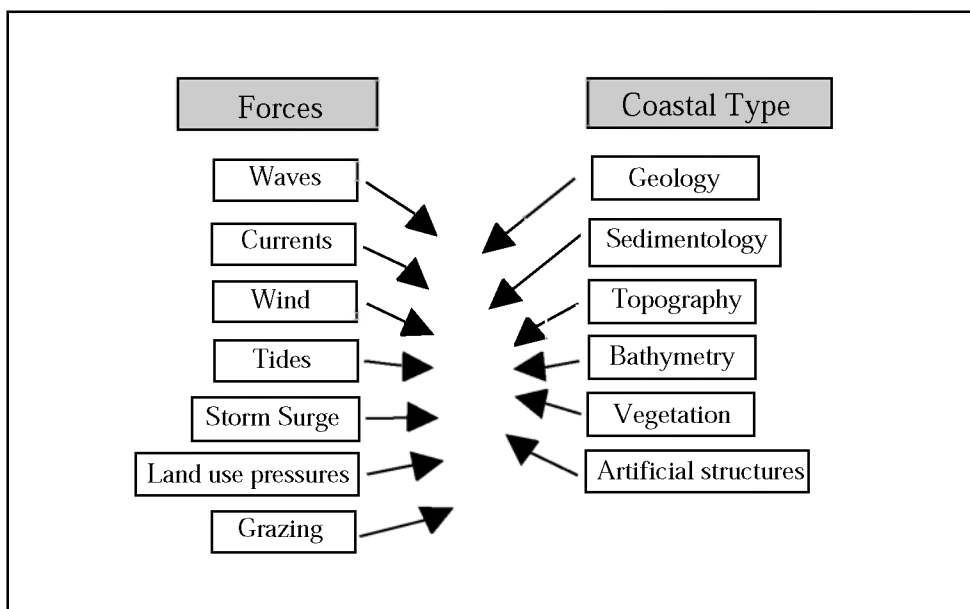 Forces
Coastal Type
Waves
Geology
Currents
Sedimentology
Wind
Topography
Tides
Bathymetry
Storm Surge
Vegetation
Land use pressures
Artificial structures
Grazing